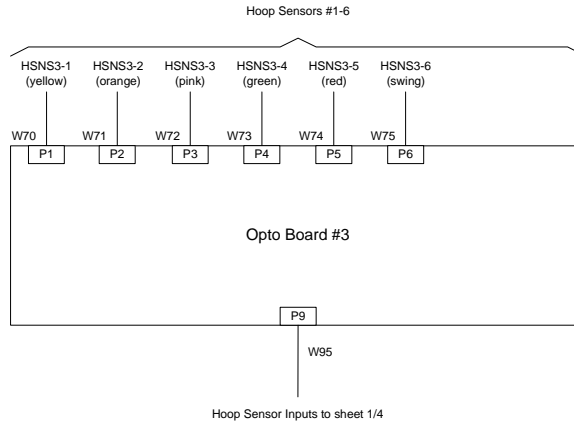 Hoop Sensors #1-6
HSNS3-1 HSNS3-2 HSNS3-3 HSNS3-4 HSNS3-5 HSNS3-6
(yellow) (orange) (pink) (green) (red) (swing)
W70 W71 W72 W73 W74 W75
P1 P2 P3 P4 P5 P6
Opto Board #3
P9
W95
Hoop Sensor Inputs to sheet 1/4